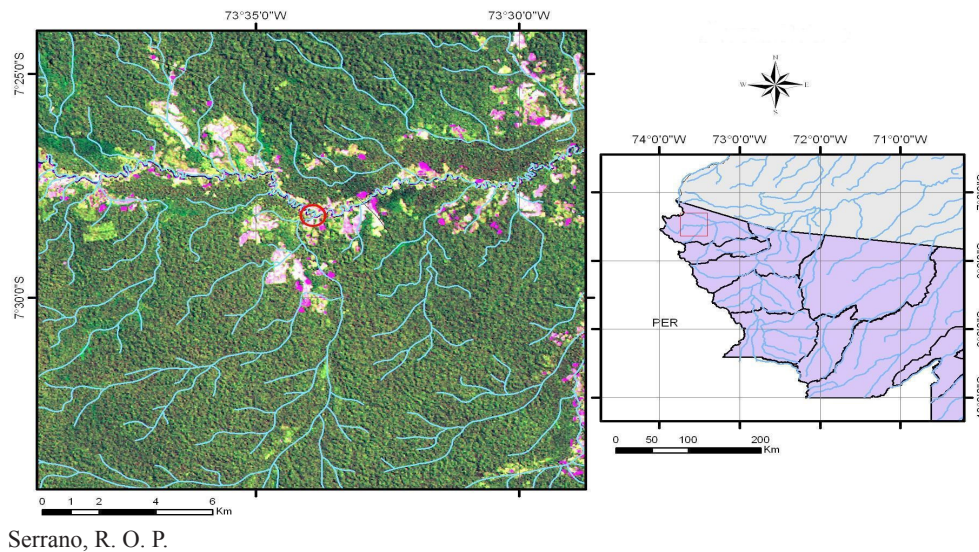 73°35'0"W 73°30'0"W
7°25'0"S
7°30'0"S
0 1 2 4 6
Km
N
W E
S
74°0'0"W 73°0'0"W 72°0'0"W 71°0'0"W
PER
0 50 100 200
Km
Serrano, R. O. P.